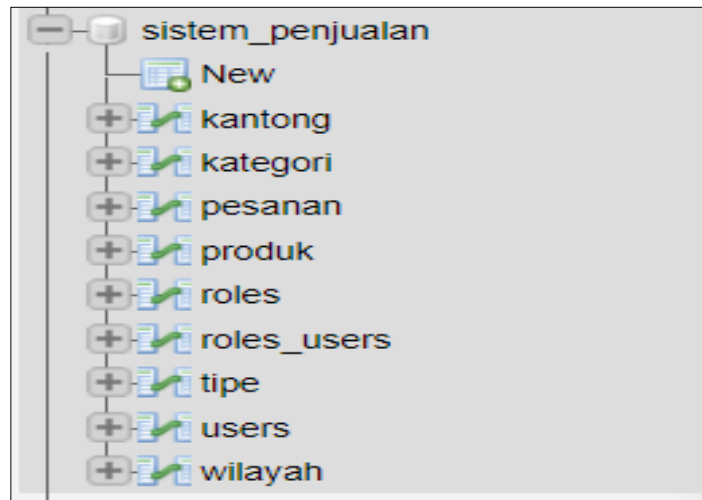 sistem_penjualan
New
kantong
kategori
pesanan
produk
roles
roles_users
tipe
users
wilayah